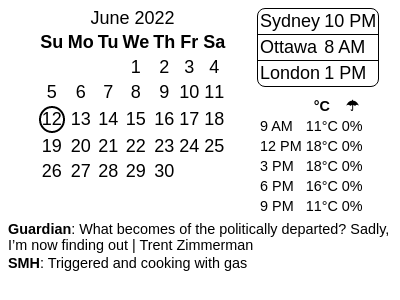 June 2022
Su Mo Tu We Th Fr Sa
1 2 3 4
5 6 7 8 9 10 11
12 13 14 15 16 17 18
19 20 21 22 23 24 25
26 27 28 29 30
Sydney 10 PM
Ottawa 8 AM
London 1 PM
°C ☂
9 AM 11°C 0%
12 PM 18°C 0%
3 PM 18°C 0%
6 PM 16°C 0%
9 PM 11°C 0%
Guardian: What becomes of the politically departed? Sadly,
I’m now finding out | Trent Zimmerman
SMH: Triggered and cooking with gas